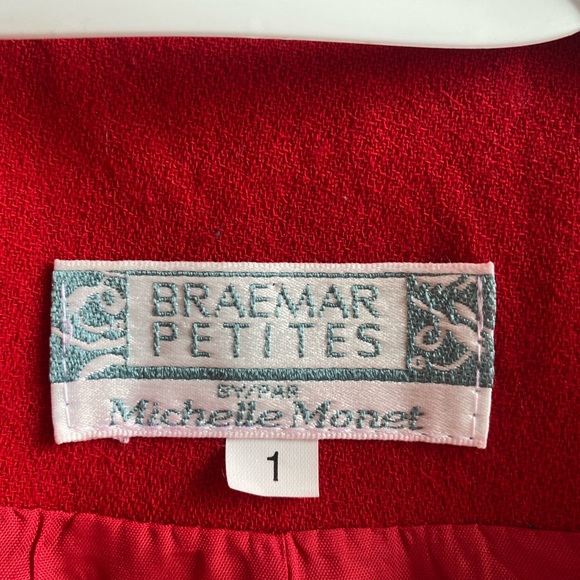 BRAEMAR
PETITES
BY/PAR
Michelle Monet
1